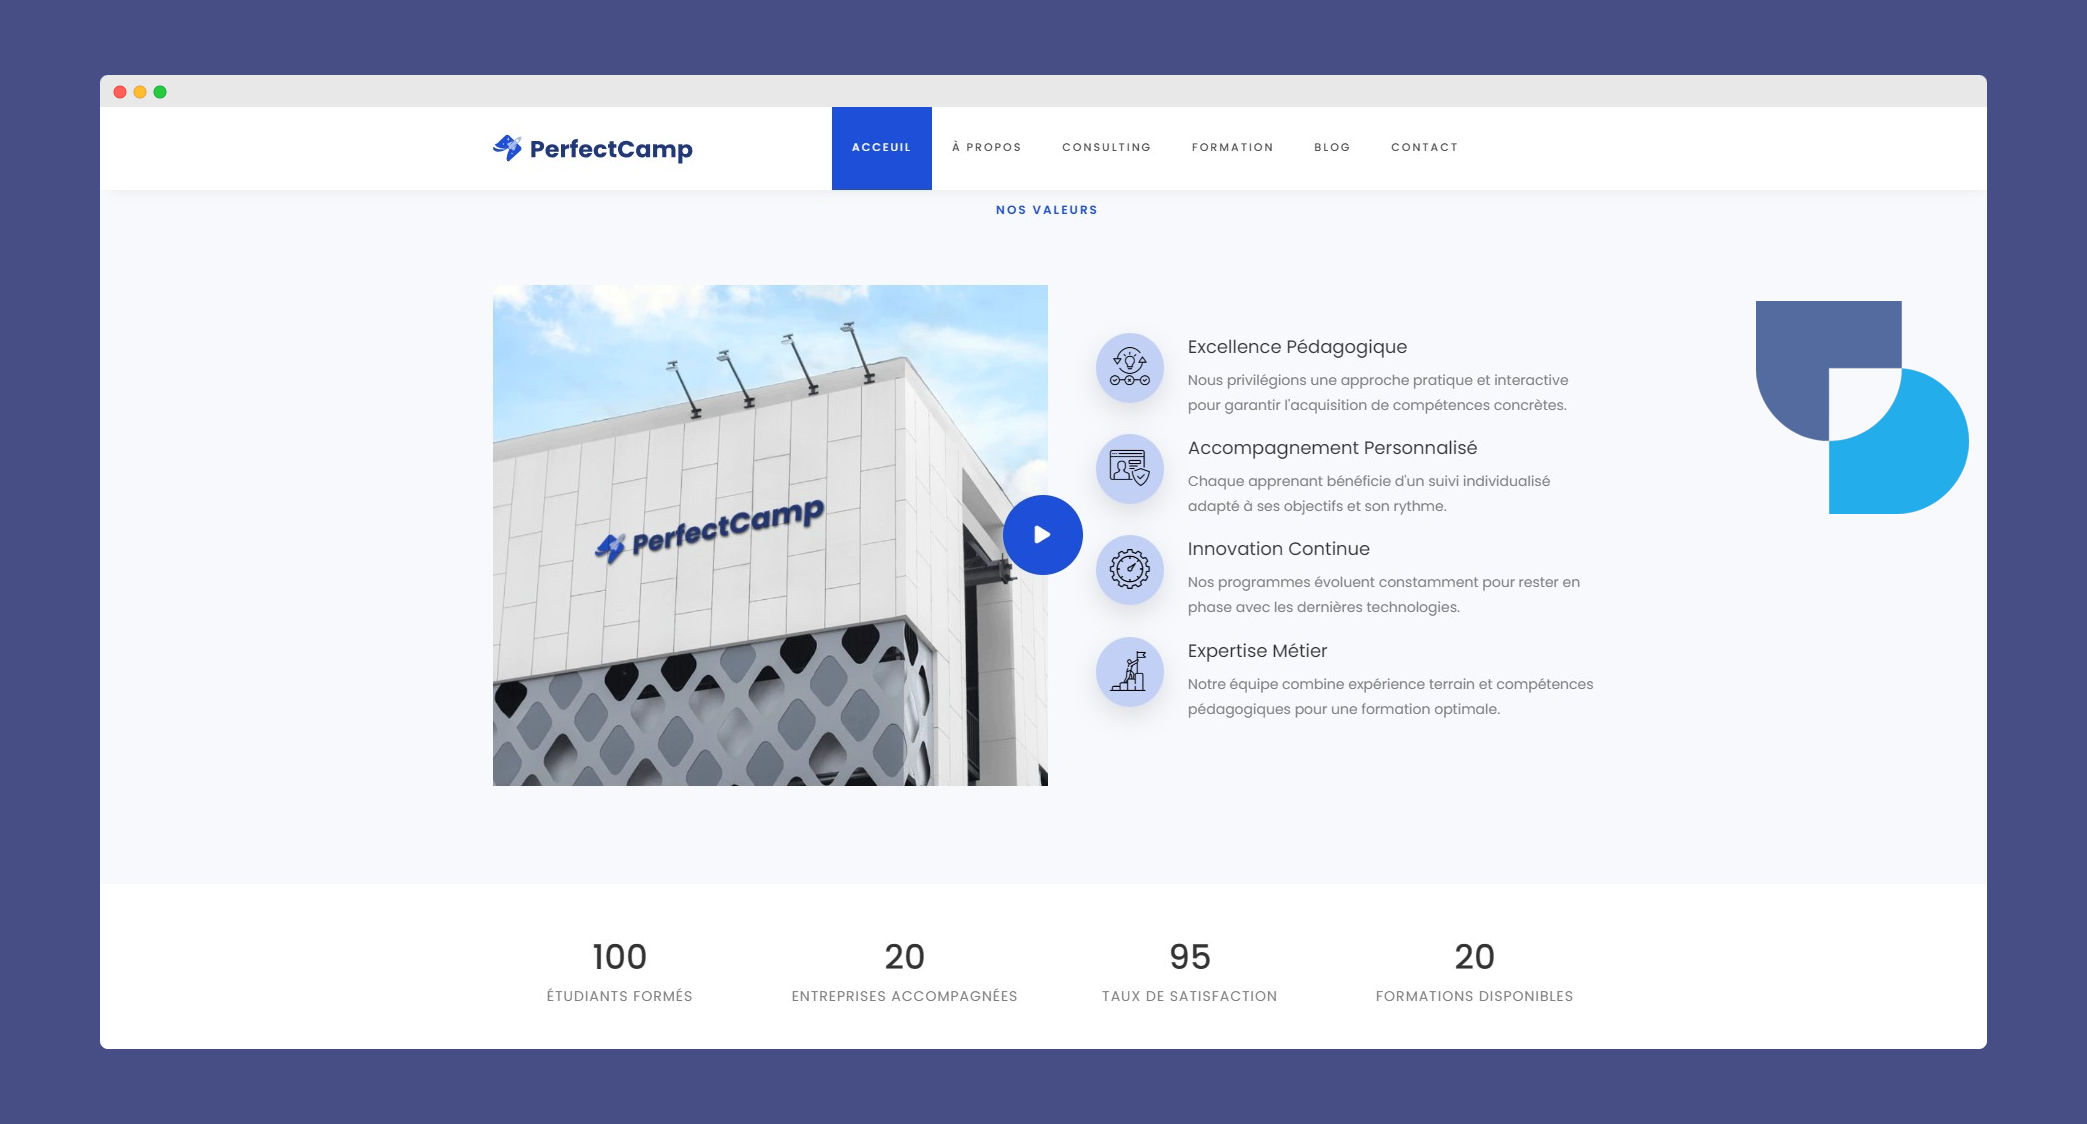 PerfectCamp
ACCEUIL
À PROPOS
CONSULTING
FORMATION
BLOG
CONTACT
NOS VALEURS
PerfectCamp
Excellence Pédagogique
Nous privilégions une approche pratique et interactive
pour garantir l'acquisition de compétences concrètes.
Accompagnement Personnalisé
Chaque apprenant bénéficie d'un suivi individualisé
adapté à ses objectifs et son rythme.
Innovation Continue
Nos programmes évoluent constamment pour rester en
phase avec les dernières technologies.
Expertise Métier
Notre équipe combine expérience terrain et compétences
pédagogiques pour une formation optimale.
100
ÉTUDIANTS FORMÉS
20
ENTREPRISES ACCOMPAGNÉES
95
TAUX DE SATISFACTION
20
FORMATIONS DISPONIBLES